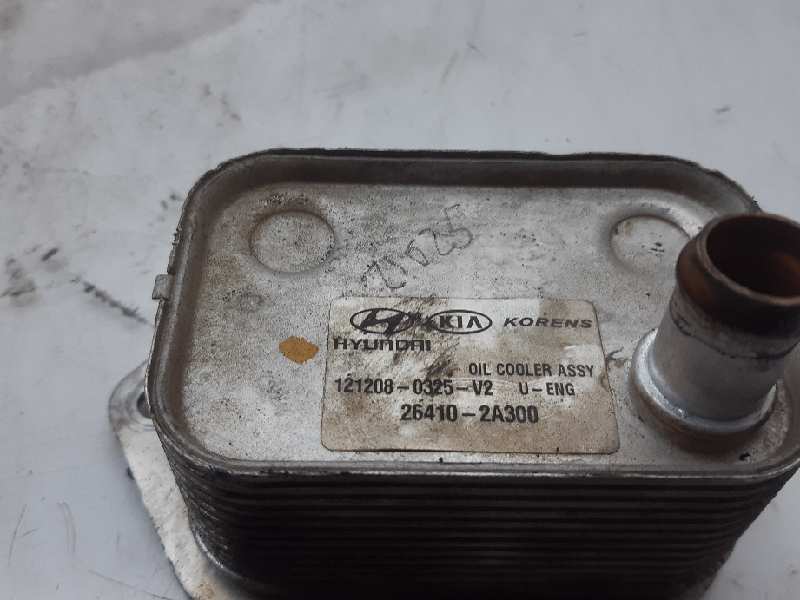 KIA KORENS
HYUNDAI
OIL COOLER ASSY
121208-0325-V2 U-ENG
26410-2A300